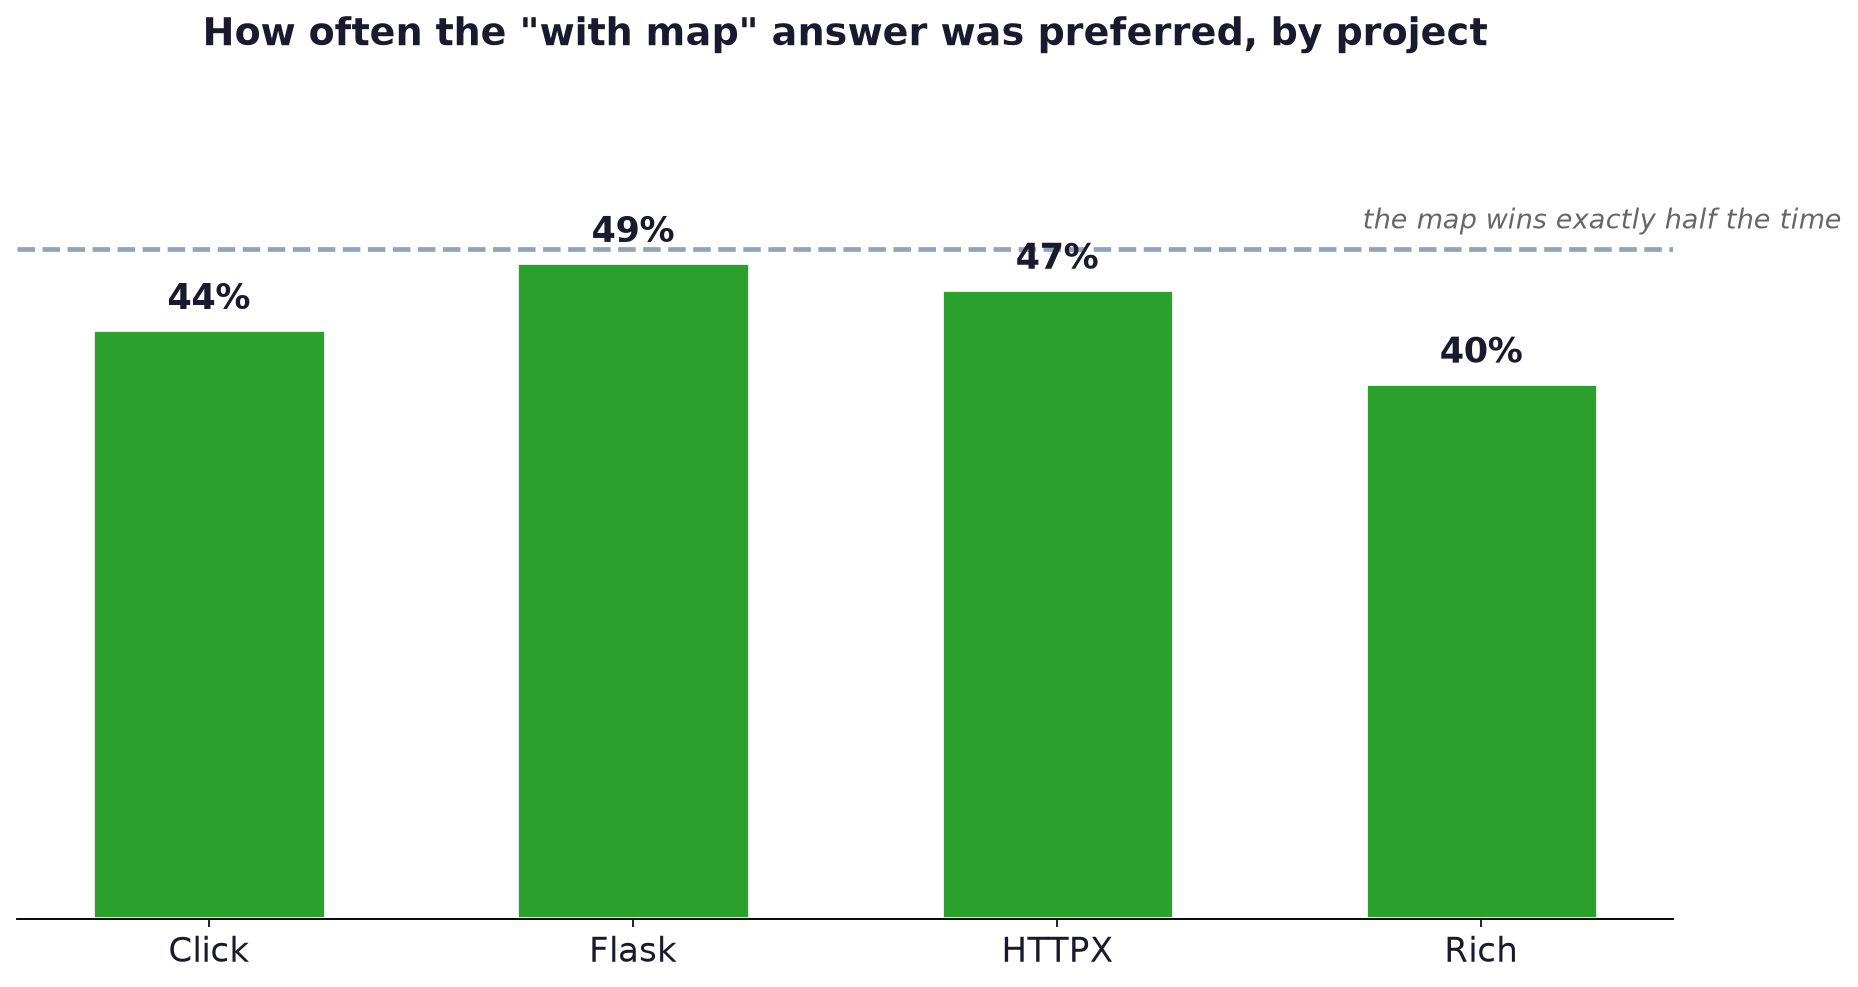 How often the "with map" answer was preferred, by project
the map wins exactly half the time
44%
49%
47%
40%
Click
Flask
HTTPX
Rich